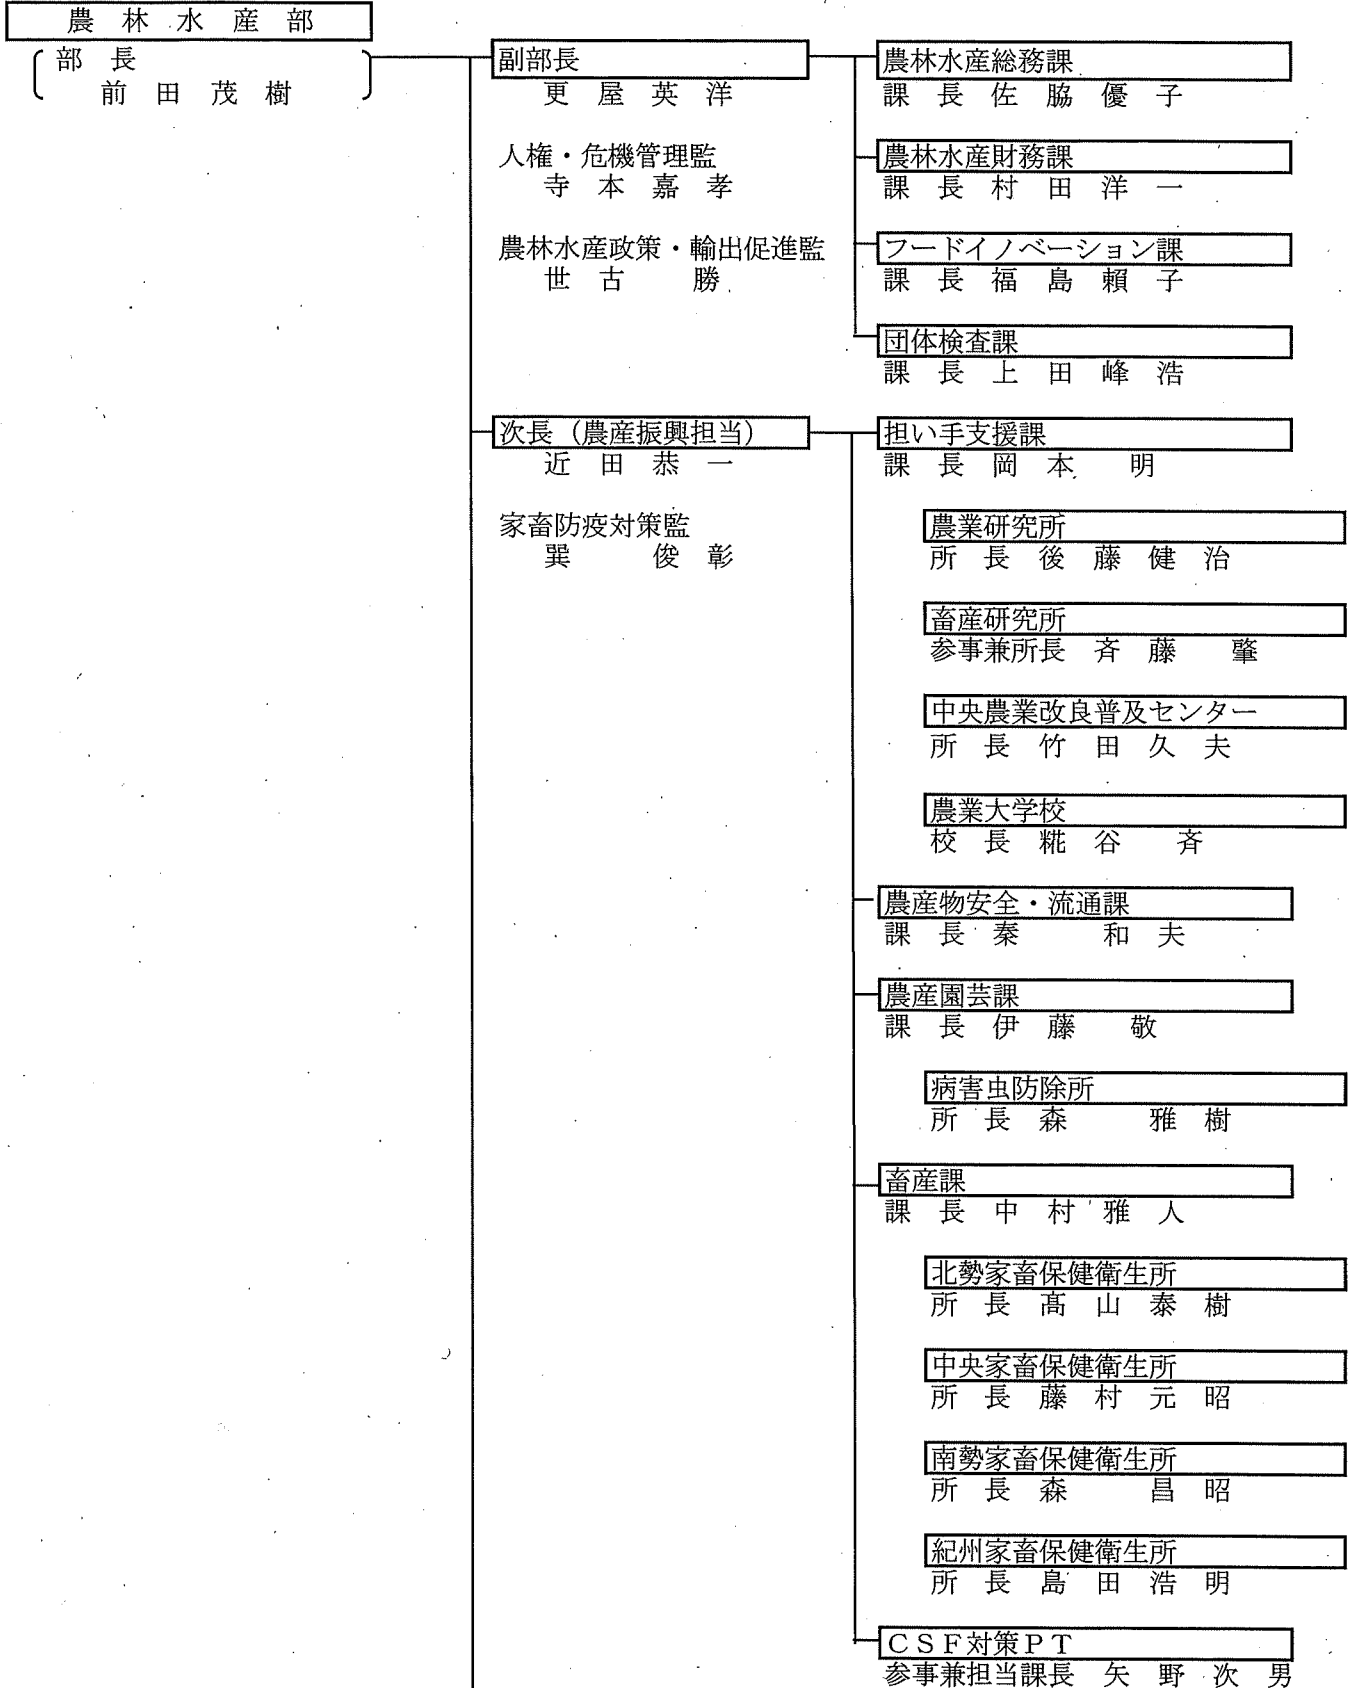 農林水産部
部長
前田茂樹
副部長
更屋英洋
人権・危機管理監
寺本嘉孝
農林水産政策・輸出促進監
世古 勝
農林水産総務課
課長 佐脇優子
農林水産財務課
課長 村田洋一
フードイノベーション課
課長 福島頼子
団体検査課
課長 上田峰浩
次長（農産振興担当）
近田恭一
家畜防疫対策監
巽 俊彰
担い手支援課
課長 岡本 明
農業研究所
所長 後藤健治
畜産研究所
参事兼所長 斉藤 肇
中央農業改良普及センター
所長 竹田久夫
農業大学校
校長 糀谷 斉
農産物安全・流通課
課長 秦 和夫
農産園芸課
課長 伊藤 敬
病害虫防除所
所長 森 雅樹
畜産課
課長 中村雅人
北勢家畜保健衛生所
所長 髙山泰樹
中央家畜保健衛生所
所長 藤村元昭
南勢家畜保健衛生所
所長 森 昌昭
紀州家畜保健衛生所
所長 島田浩明
ＣＳＦ対策ＰＴ
参事兼担当課長 矢野次男